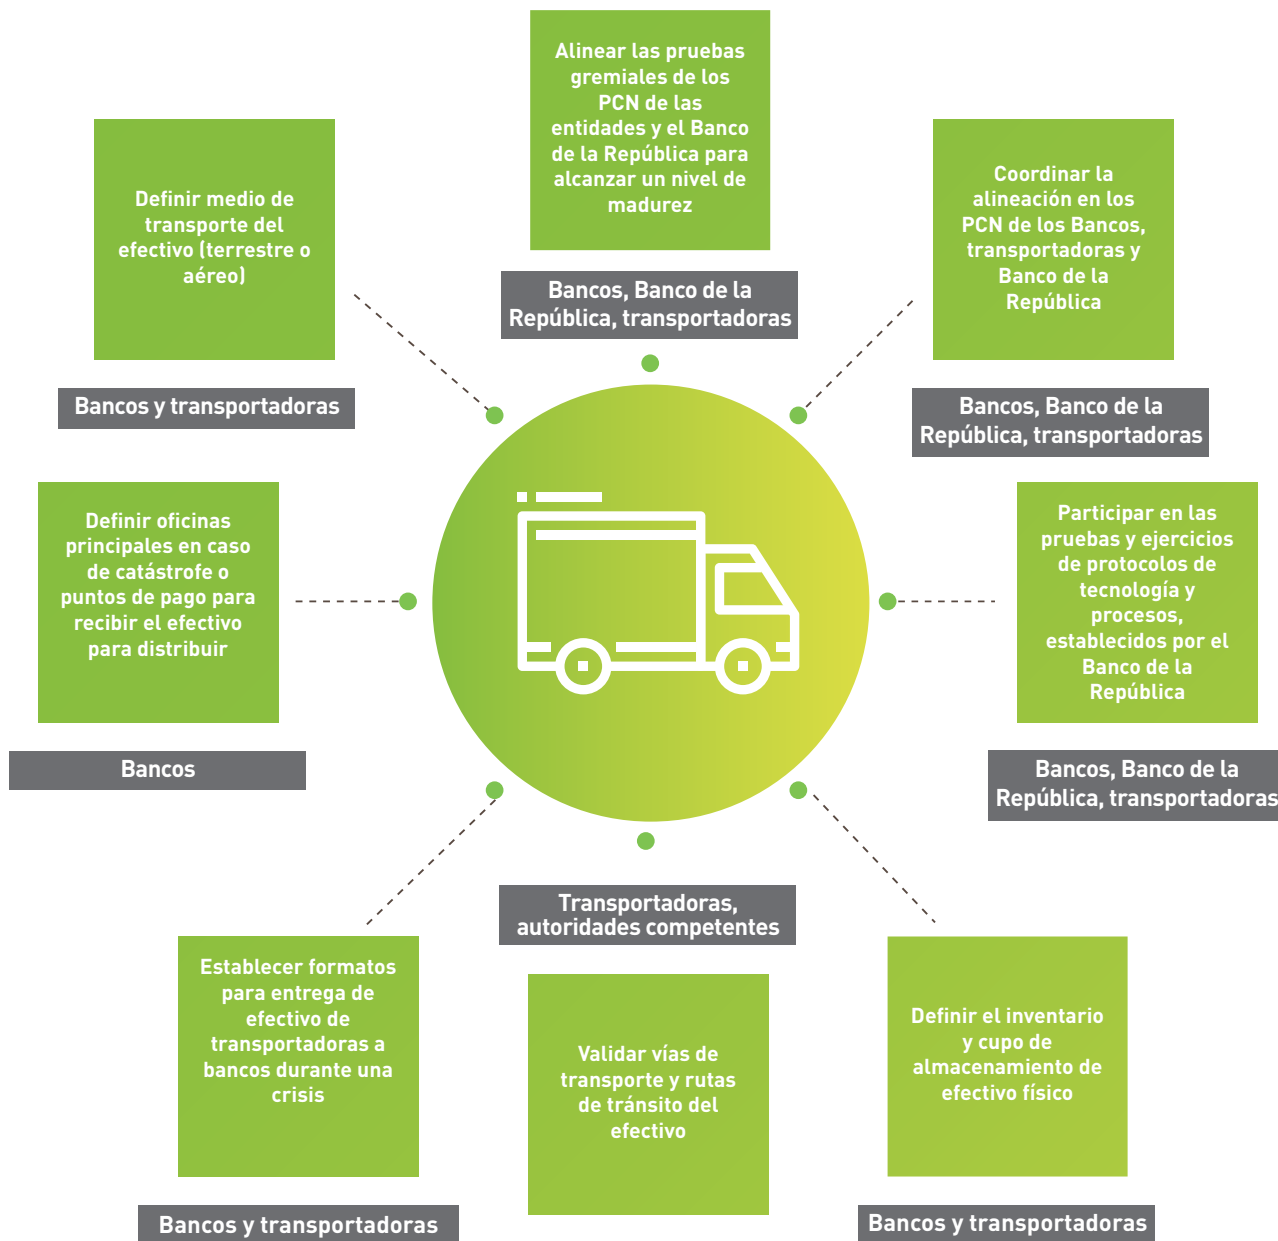 Alinear las pruebas
gremiales de los
PCN de las
entidades y el Banco
de la República para
alcanzar un nivel de
madurez
Bancos, Banco de la
República, transportadoras
Definir medio de
transporte del
efectivo (terrestre o
aéreo)
Bancos y transportadoras
Coordinar la
alineación en los
PCN de los Bancos,
transportadoras y
Banco de la
República
Bancos, Banco de la
República, transportadoras
Definir oficinas
principales en caso
de catástrofe o
puntos de pago para
recibir el efectivo
para distribuir
Bancos
Participar en las
pruebas y ejercicios
de protocolos de
tecnología y
procesos,
establecidos por el
Banco de la
República
Bancos, Banco de la
República, transportadoras
Establecer formatos
para entrega de
efectivo de
transportadoras a
bancos durante una
crisis
Bancos y transportadoras
Transportadoras,
autoridades competentes
Validar vías de
transporte y rutas
de tránsito del
efectivo
Definir el inventario
y cupo de
almacenamiento de
efectivo físico
Bancos y transportadoras